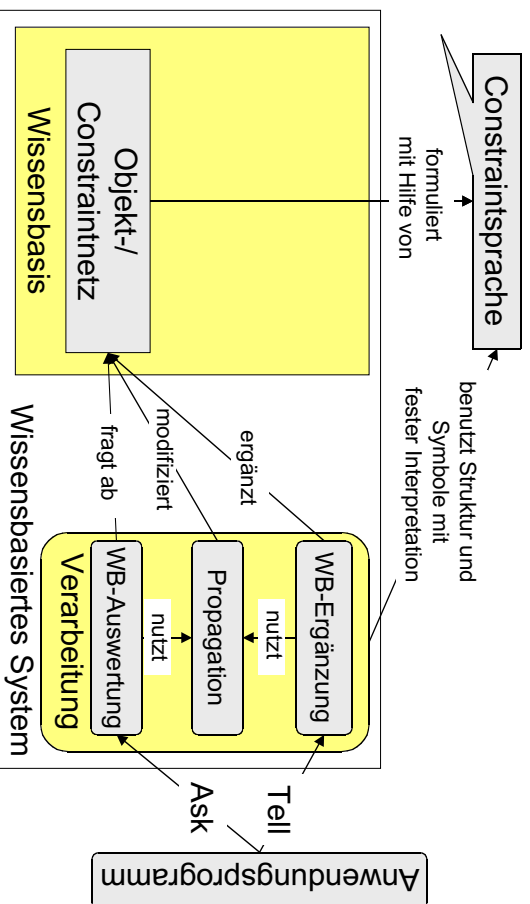 Constraintsprache
formuliert
mit Hilfe von
benutzt Struktur und
Symbole mit
fester Interpretation
Objekt-/
Constraintnetz
Wissensbasis
ergänzt
modifiziert
fragt ab
WB-Ergänzung
nutzt
Propagation
nutzt
WB-Auswertung
Verarbeitung
Wissensbasiertes System
Tell
Ask
Anwendungsprogramm